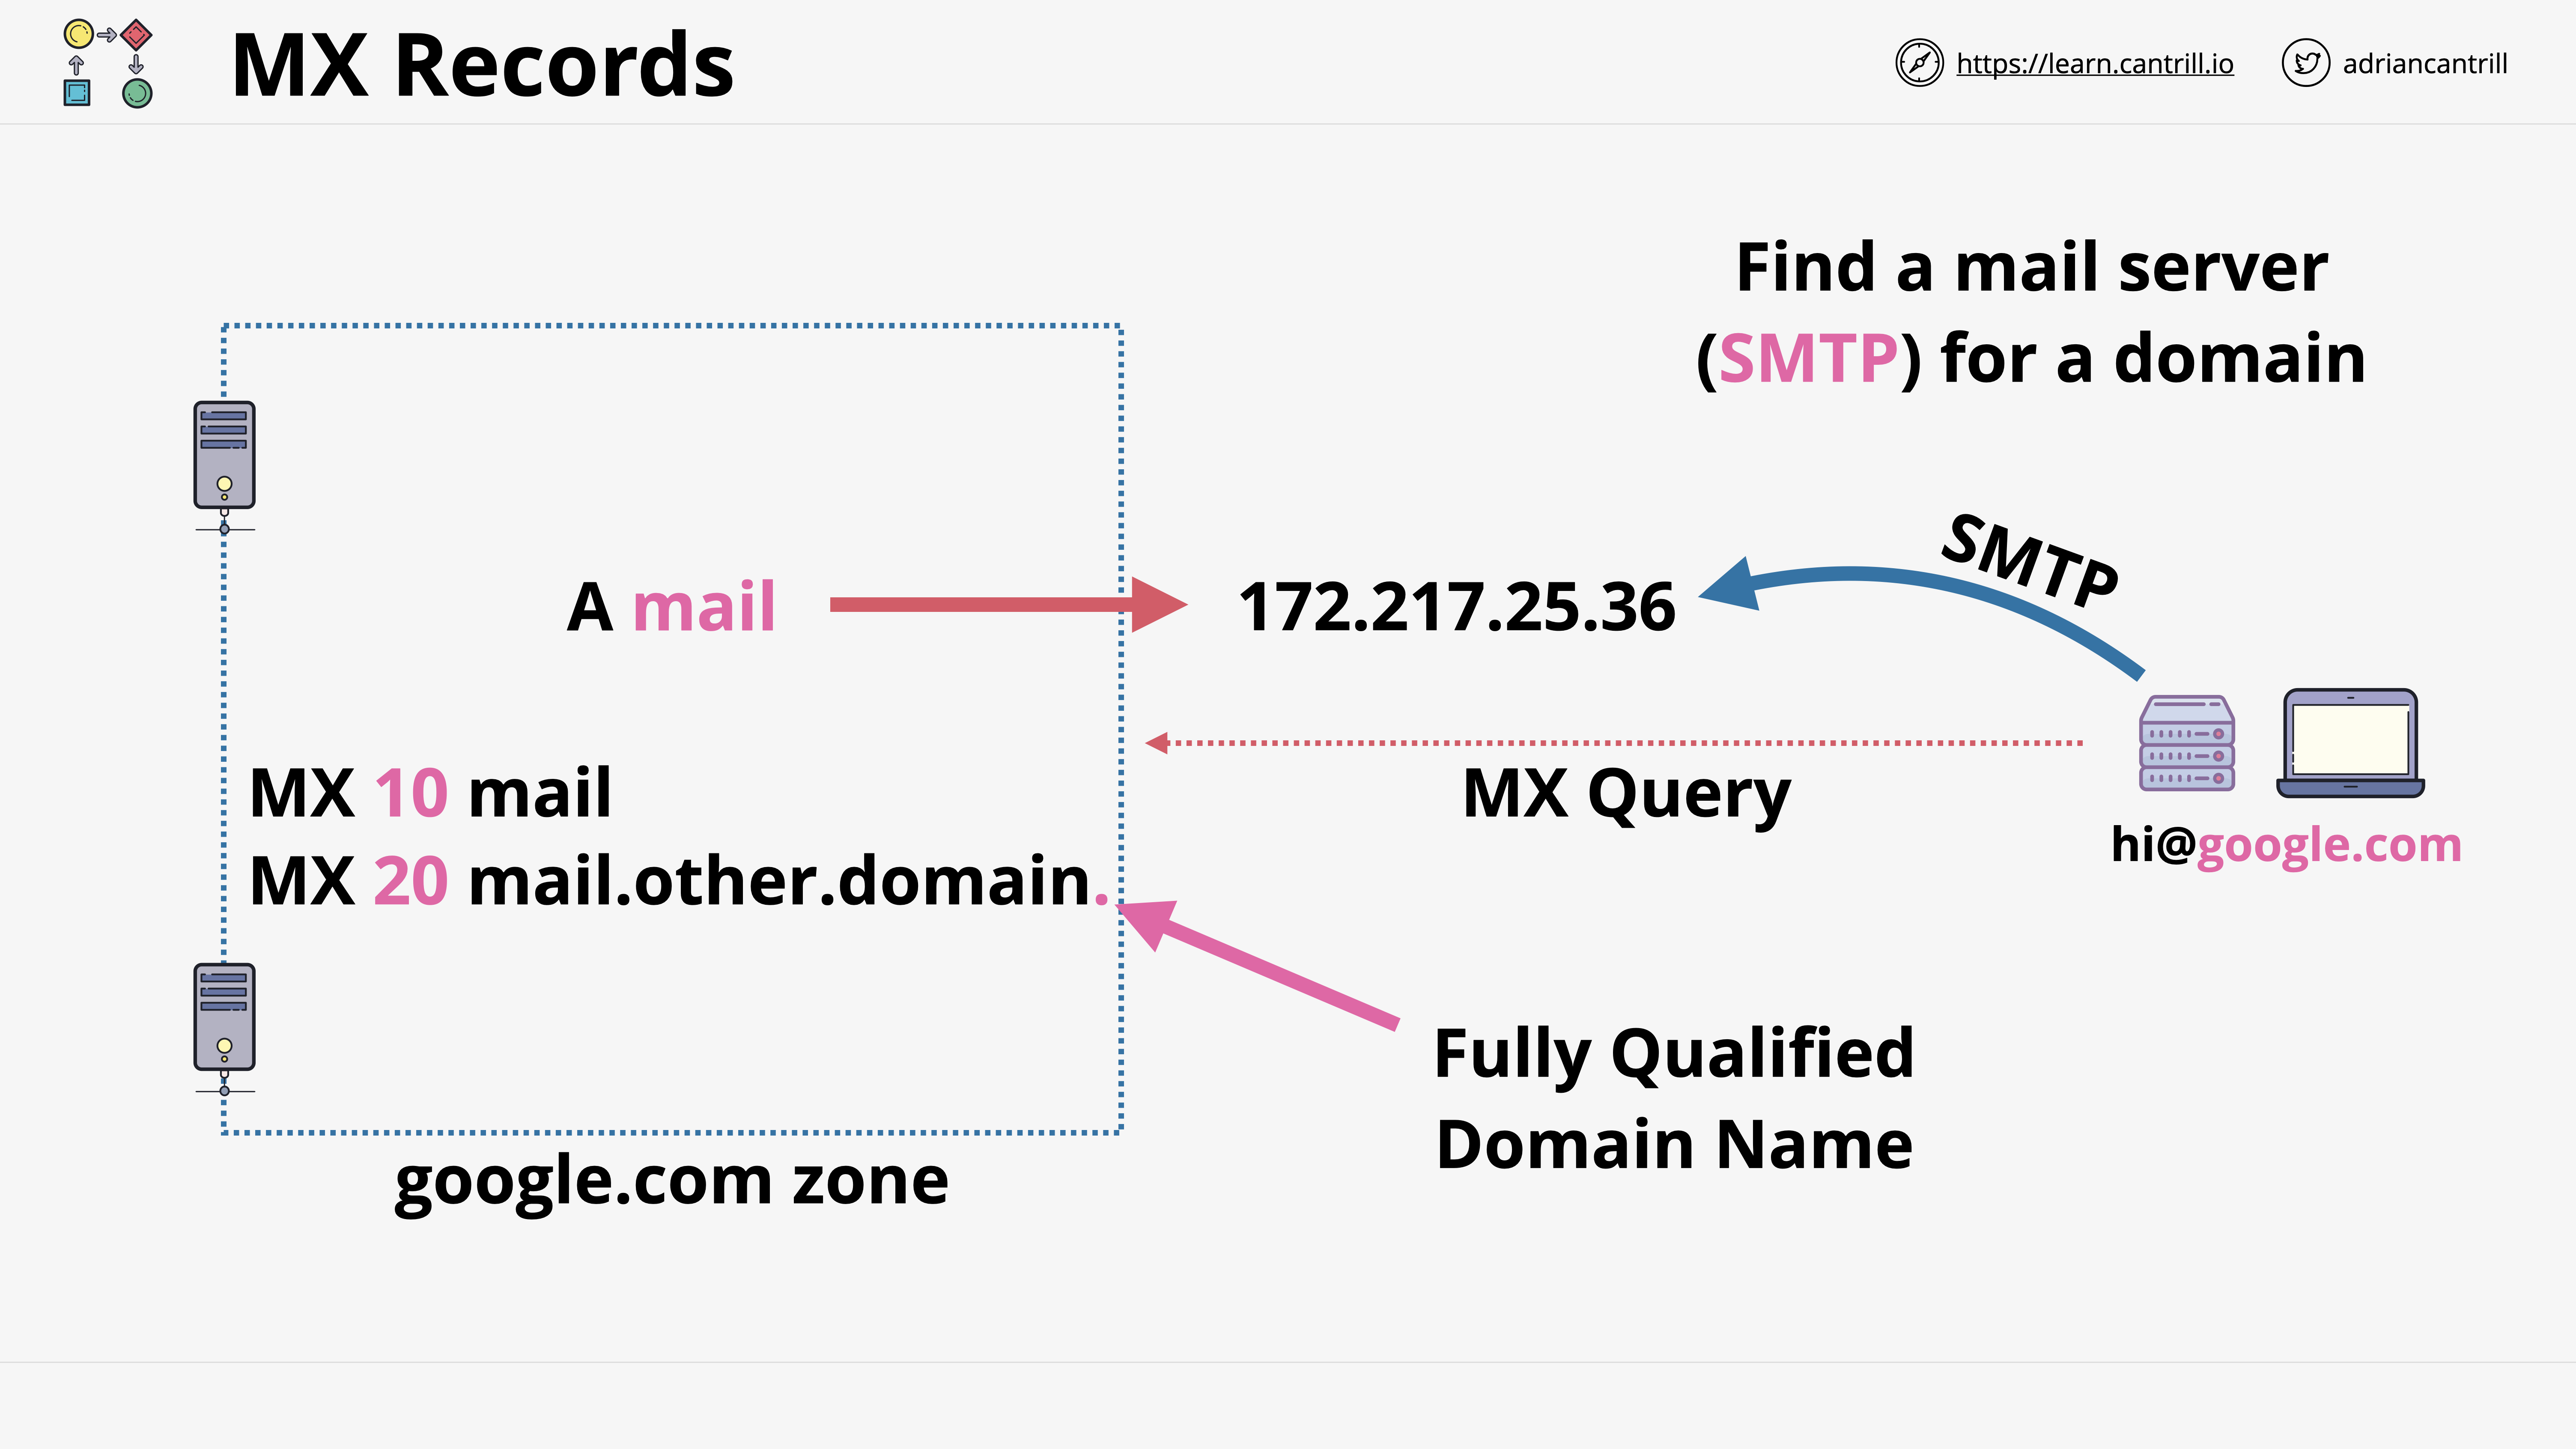 MX Records
https://learn.cantrill.io
adriancantrill
Find a mail server
(SMTP) for a domain
SMTP
A mail
172.217.25.36
MX 10 mail
MX Query
MX 20 mail.other.domain.
hi@google.com
Fully Qualified
Domain Name
google.com zone